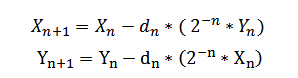 Xₙ₊₁ = Xₙ − dₙ * ( 2⁻ⁿ * Yₙ)
Yₙ₊₁ = Yₙ − dₙ * (2⁻ⁿ * Xₙ)